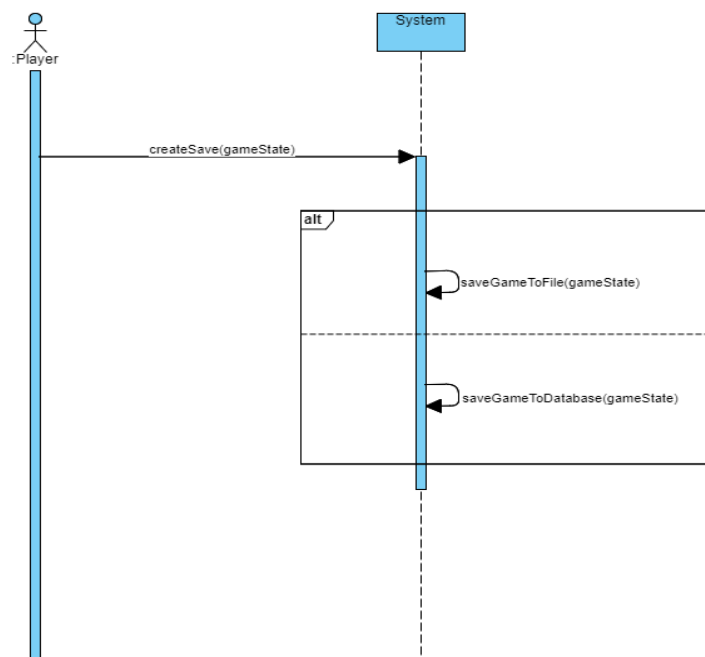 System
:Player
createSave(gameState)
alt
saveGameToFile(gameState)
saveGameToDatabase(gameState)